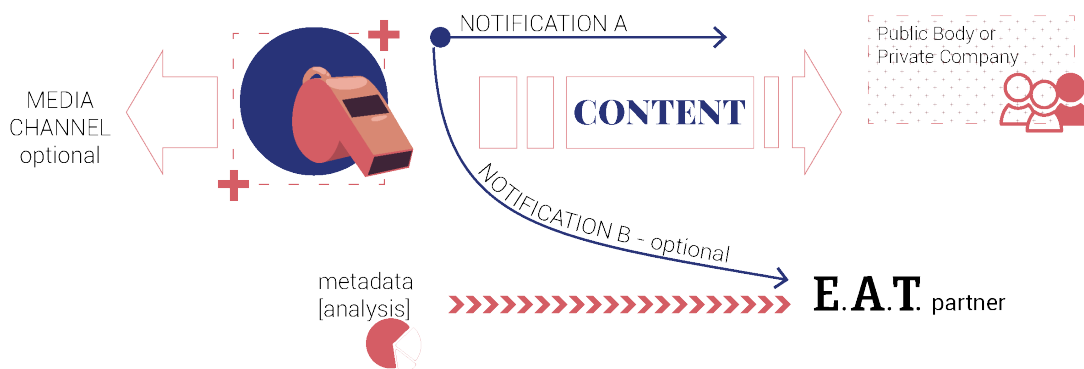 NOTIFICATION A
Public Body or
Private Company
MEDIA
CHANNEL
optional
CONTENT
NOTIFICATION B - optional
metadata
[analysis]
E.A.T. partner